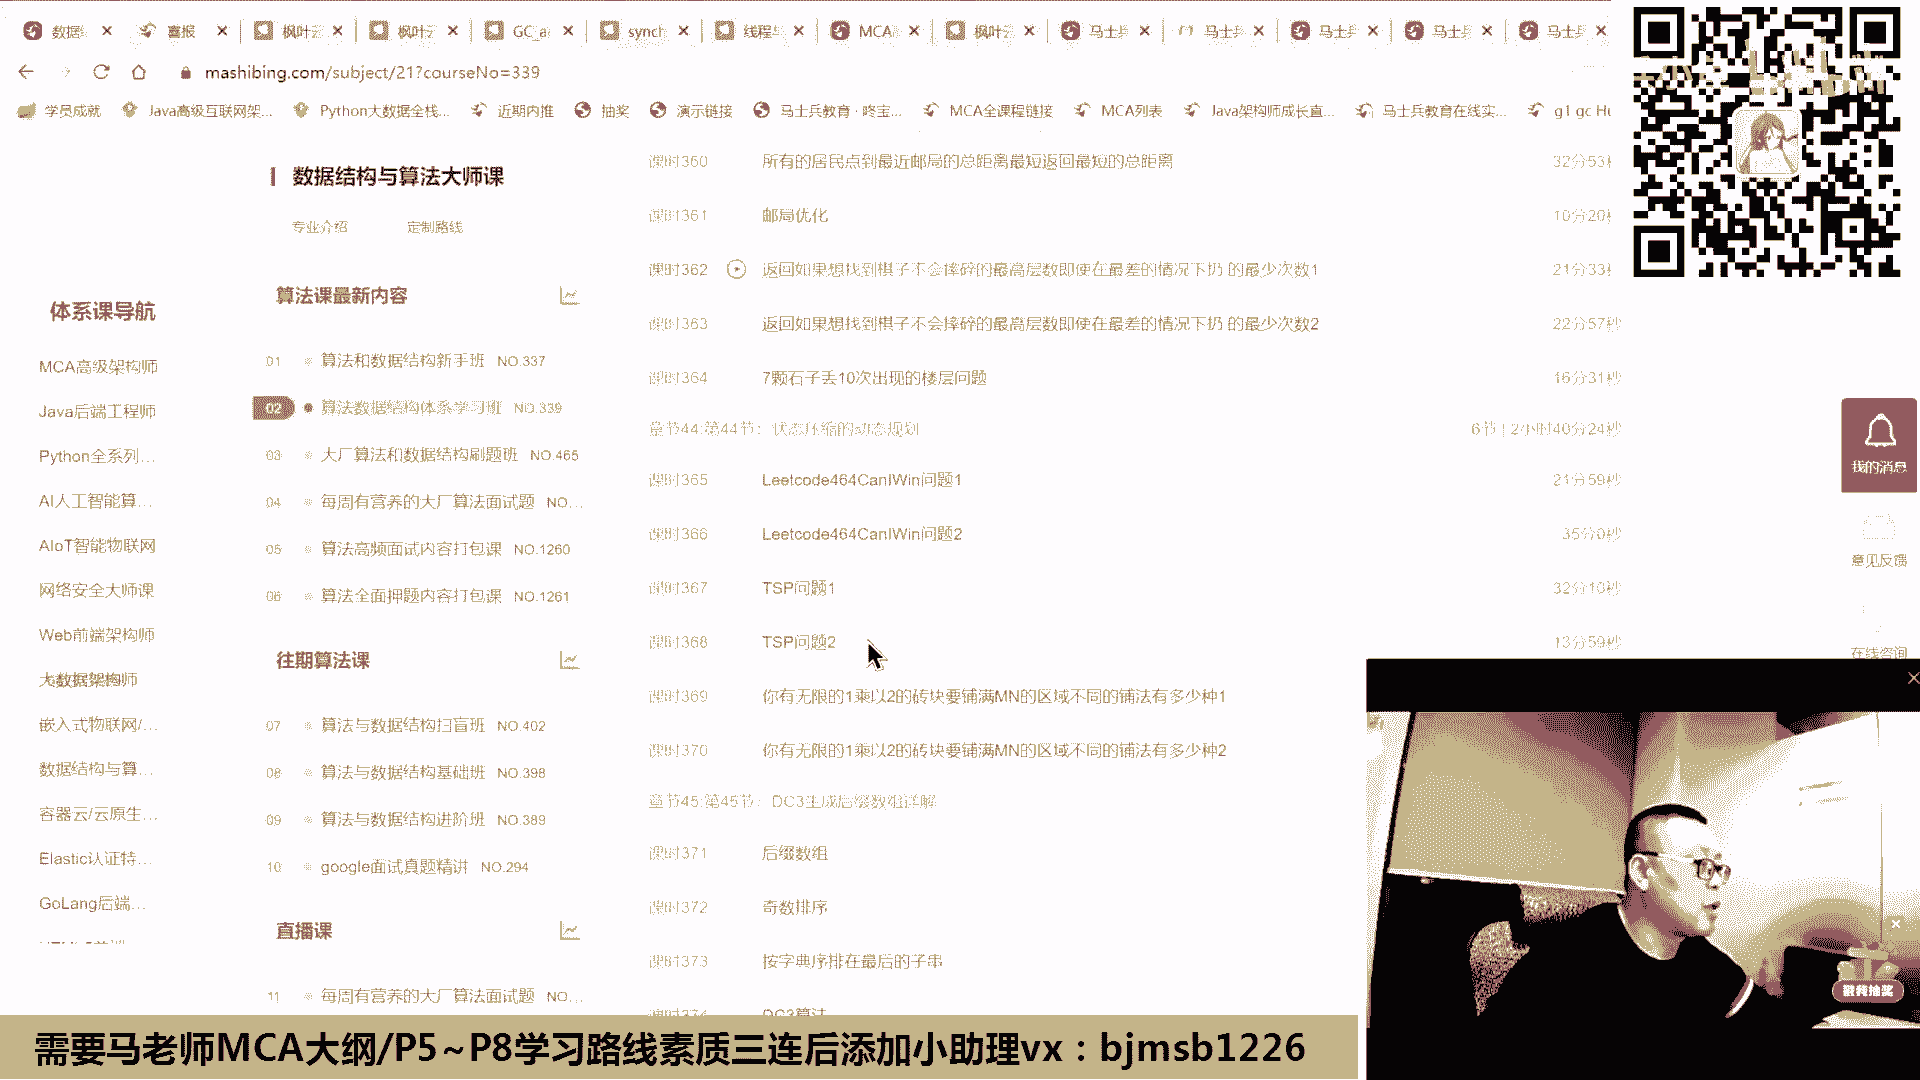 数据结
喜报
枫叶云
枫叶云
GC_a
synch
线程与
MCA
枫叶云
马士兵
马士兵
马士兵
马士兵
马士兵
mashibing.com/subject/21?courseNo=339
学员成就
Java高级互联网架...
Python大数据全栈...
近期内推
抽奖
演示链接
马士兵教育·咚宝...
MCA全课程链接
MCA列表
Java架构师成长直...
马士兵教育在线实...
g1 gc Hu
体系课导航
MCA高级架构师
Java后端工程师
Python全系列...
AI人工智能算...
AIoT智能物联网
网络安全大师课
Web前端架构师
大数据架构师
嵌入式物联网/...
数据结构与算...
容器云/云原生...
Elastic认证特...
GoLang后端...
数据结构与算法大师课
专业介绍 定制路线
算法课最新内容
01 算法和数据结构新手班 NO.337
02 算法数据结构体系学习班 NO.339
03 大厂算法和数据结构刷题班 NO.465
04 每周有营养的大厂算法面试题 NO...
05 算法高频面试内容打包课 NO.1260
06 算法全面押题内容打包课 NO.1261
往期算法课
07 算法与数据结构扫盲班 NO.402
08 算法与数据结构基础班 NO.398
09 算法与数据结构进阶班 NO.389
10 google面试真题精讲 NO.294
直播课
11 每周有营养的大厂算法面试题 NO...
课时360 所有的居民点到最近邮局的总距离最短返回最短的总距离 32分53秒
课时361 邮局优化 10分20秒
课时362 返回如果想找到棋子不会摔碎的最高层数即使在最差的情况下扔 的最少次数1 21分33秒
课时363 返回如果想找到棋子不会摔碎的最高层数即使在最差的情况下扔 的最少次数2 22分57秒
课时364 7颗石子丢10次出现的楼层问题 16分31秒
章节44:第44节：状态压缩的动态规划 6节 | 2小时40分24秒
课时365 Leetcode464CanIWin问题1 21分59秒
课时366 Leetcode464CanIWin问题2 35分0秒
课时367 TSP问题1 32分10秒
课时368 TSP问题2 13分59秒
课时369 你有无限的1乘以2的砖块要铺满MN的区域不同的铺法有多少种1
课时370 你有无限的1乘以2的砖块要铺满MN的区域不同的铺法有多少种2
章节45:第45节：DC3生成后缀数组详解
课时371 后缀数组
课时372 奇数排序
课时373 按字典序排在最后的子串
课时374 DC3算法
我的消息
意见反馈
在线咨询
戳我抽奖
需要马老师MCA大纲/P5~P8学习路线素质三连后添加小助理vx：bjmsb1226